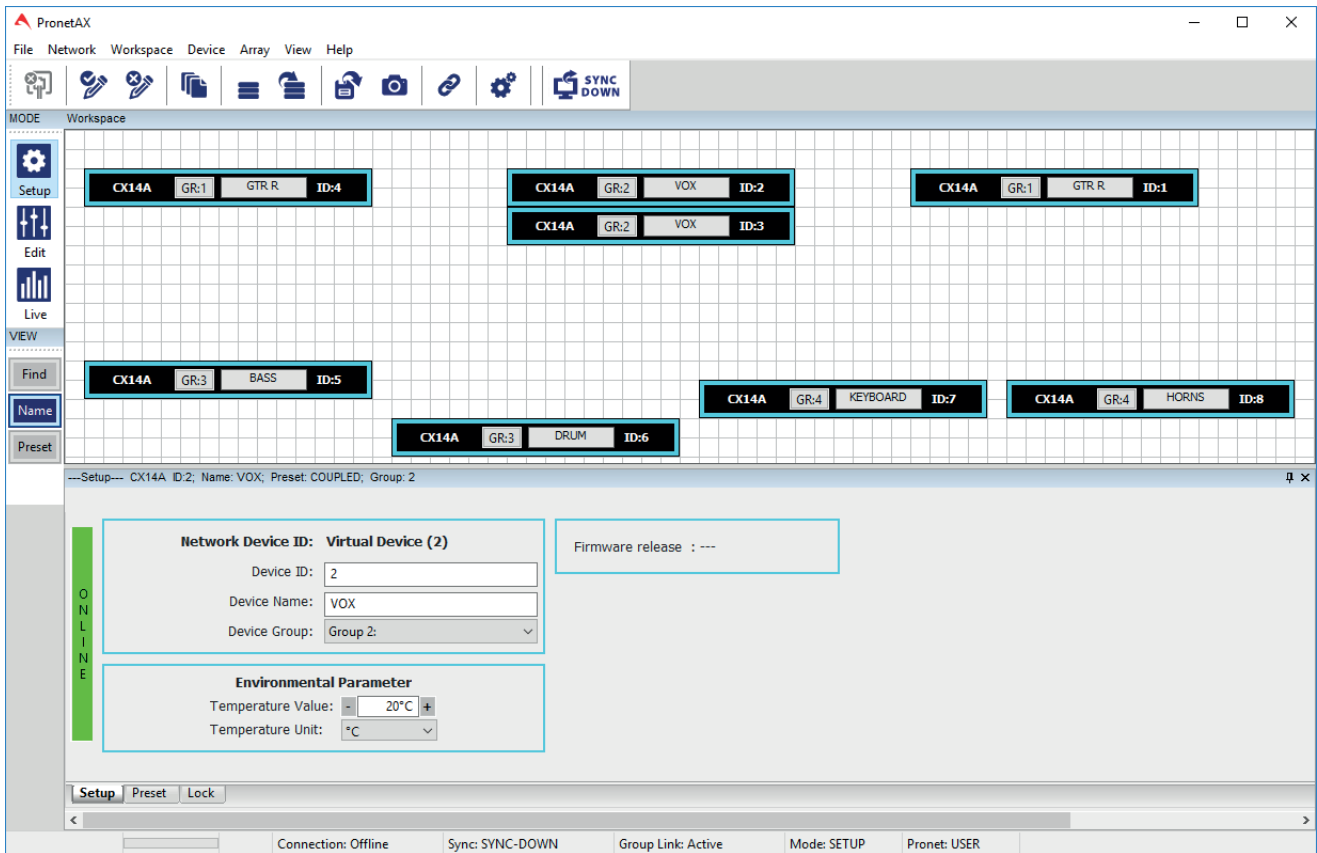 PronetAX
File Network Workspace Device Array View Help
SYNC
DOWN
MODE Workspace
Setup
Edit
Live
VIEW
Find
Name
Preset
CX14A GR:1 GTR R ID:4
CX14A GR:2 VOX ID:2
CX14A GR:1 GTR R ID:1
CX14A GR:2 VOX ID:3
CX14A GR:3 BASS ID:5
CX14A GR:4 KEYBOARD ID:7
CX14A GR:4 HORNS ID:8
CX14A GR:3 DRUM ID:6
---Setup--- CX14A ID:2; Name: VOX; Preset: COUPLED; Group: 2
ONLINE
Network Device ID: Virtual Device (2)
Device ID: 2
Device Name: VOX
Device Group: Group 2:
Firmware release : ---
Environmental Parameter
Temperature Value: - 20°C +
Temperature Unit: °C
Setup Preset Lock
Connection: Offline Sync: SYNC-DOWN Group Link: Active Mode: SETUP Pronet: USER